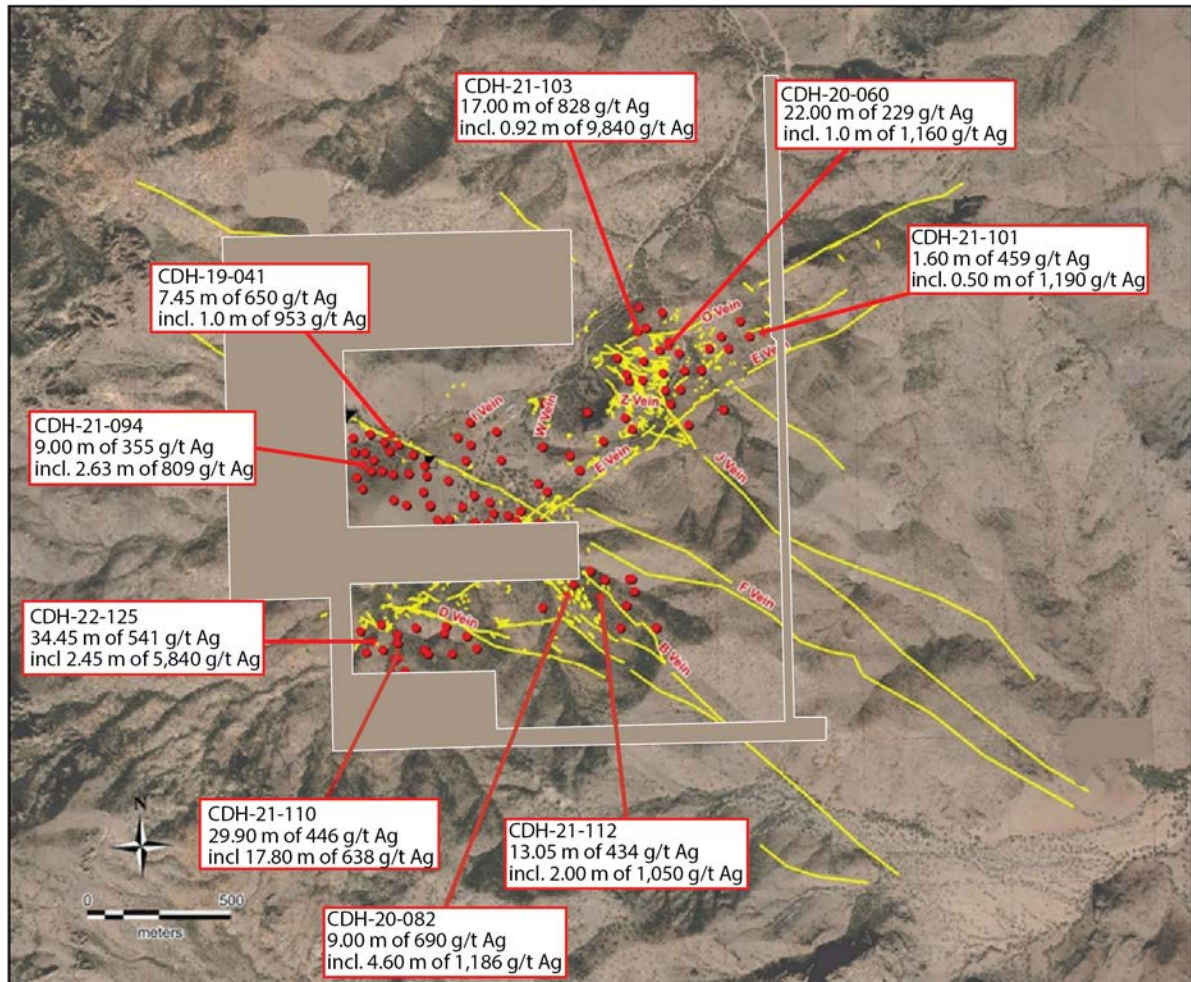 CDH-21-103
17.00 m of 828 g/t Ag
incl. 0.92 m of 9,840 g/t Ag
CDH-20-060
22.00 m of 229 g/t Ag
incl. 1.0 m of 1,160 g/t Ag
CDH-21-101
1.60 m of 459 g/t Ag
incl. 0.50 m of 1,190 g/t Ag
CDH-19-041
7.45 m of 650 g/t Ag
incl. 1.0 m of 953 g/t Ag
O Vein
E Vein
Z Vein
I Vein
W Vein
E Vein
J Vein
CDH-21-094
9.00 m of 355 g/t Ag
incl. 2.63 m of 809 g/t Ag
F Vein
D Vein
B Vein
CDH-22-125
34.45 m of 541 g/t Ag
incl 2.45 m of 5,840 g/t Ag
CDH-21-110
29.90 m of 446 g/t Ag
incl 17.80 m of 638 g/t Ag
CDH-21-112
13.05 m of 434 g/t Ag
incl. 2.00 m of 1,050 g/t Ag
CDH-20-082
9.00 m of 690 g/t Ag
incl. 4.60 m of 1,186 g/t Ag
N
0 500
meters